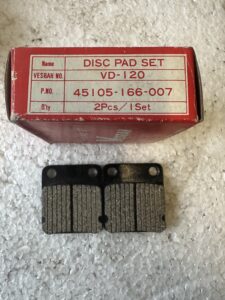 Name DISC PAD SET
VESRAH NO. VD-120
P.NO. 45105-166-007
Q'ty 2Pcs/1Set